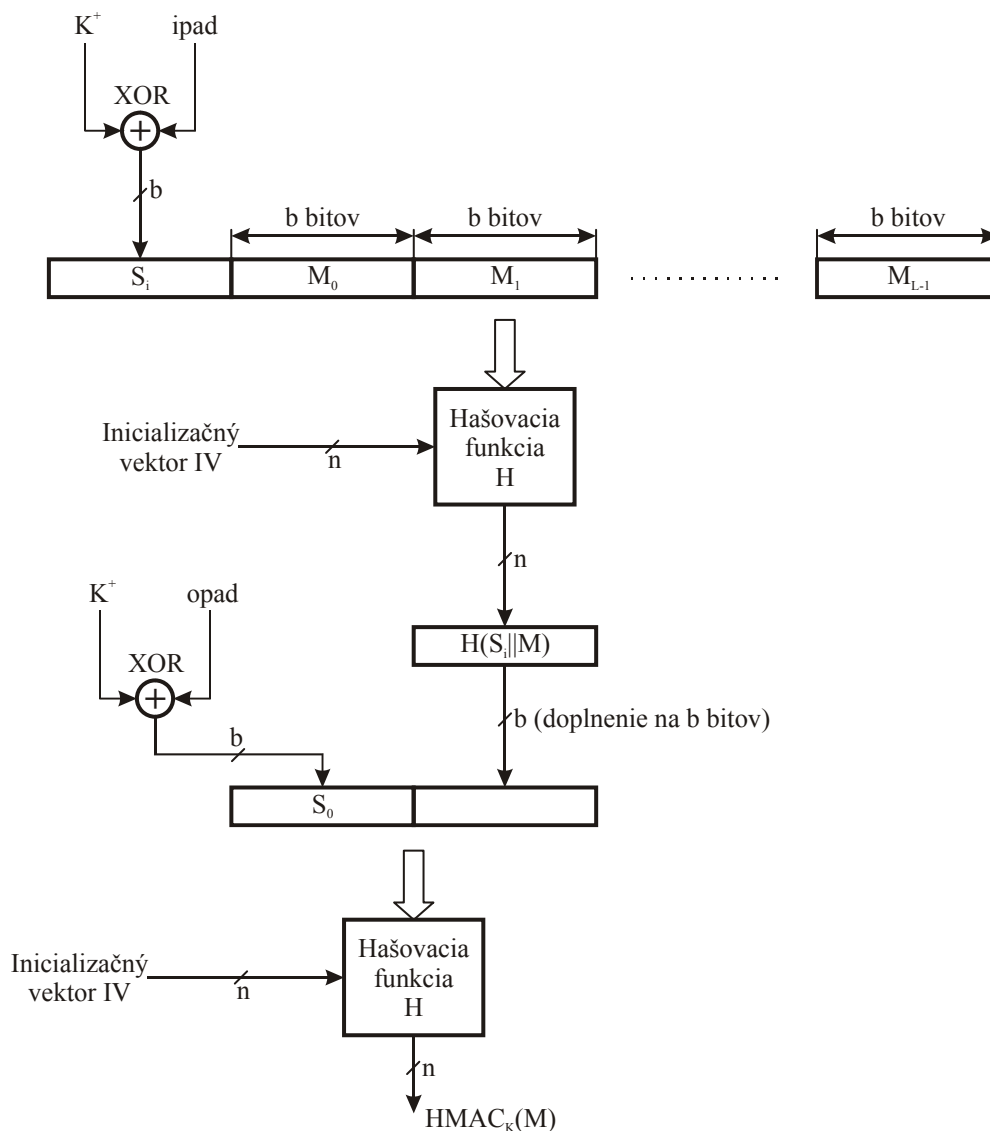 K⁺ ipad
XOR
b
b bitov b bitov b bitov
Sᵢ M₀ M₁ M_L-1
Hašovacia
funkcia
H
Inicializačný
vektor IV
n
n
K⁺ opad
H(Sᵢ||M)
XOR
b (doplnenie na b bitov)
b
S₀
Hašovacia
funkcia
H
Inicializačný
vektor IV
n
n
HMAC_K(M)